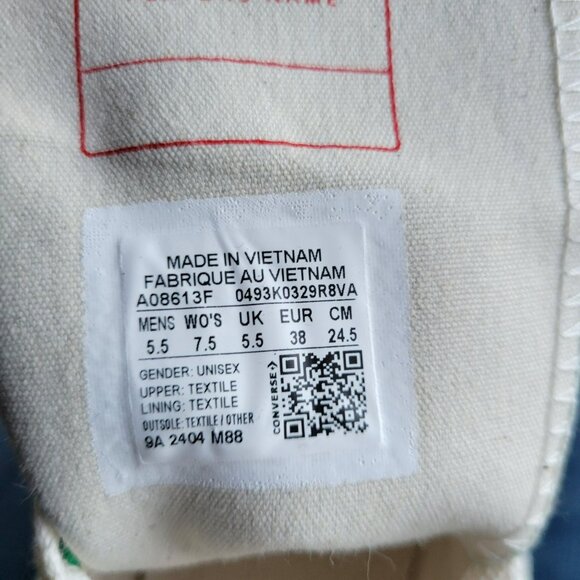 NAME
MADE IN VIETNAM
FABRIQUE AU VIETNAM
A08613F 0493K0329R8VA
MENS WO'S UK EUR CM
5.5 7.5 5.5 38 24.5
GENDER: UNISEX
UPPER: TEXTILE
LINING: TEXTILE
OUTSOLE: TEXTILE / OTHER
9A 2404 M88
CONVERSE